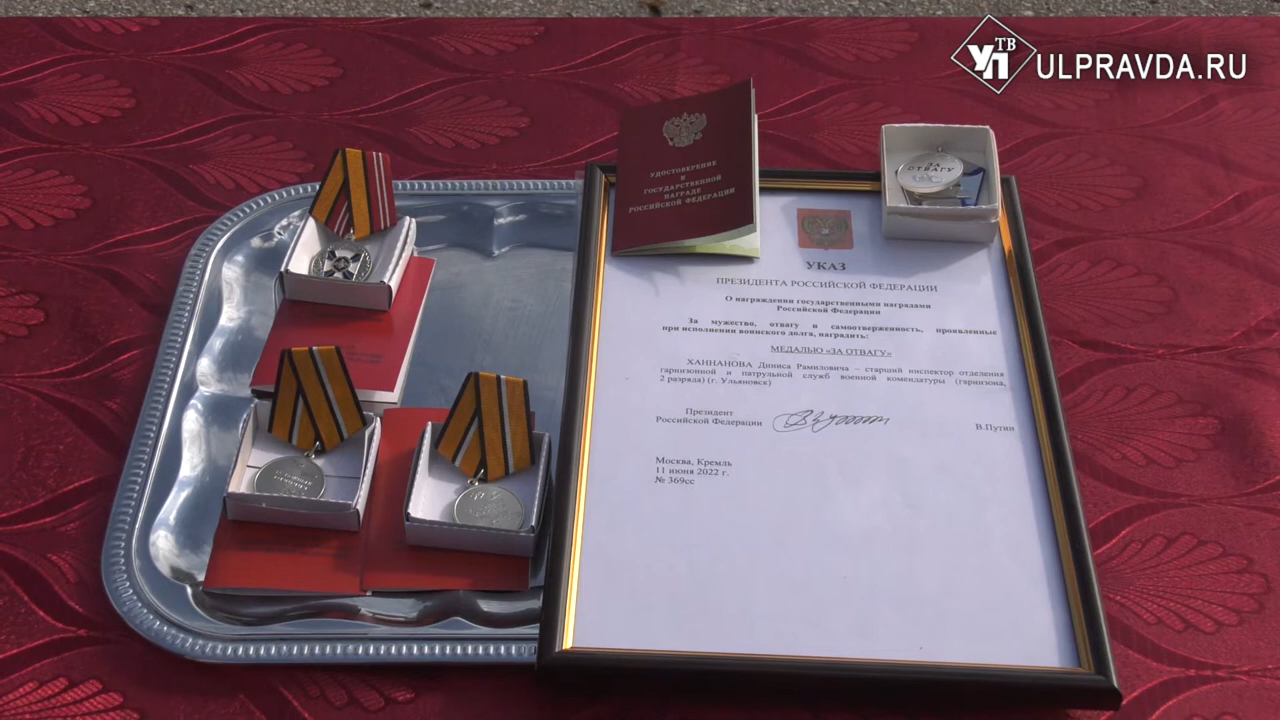 УП ТВ ULPRAVDA.RU
УДОСТОВЕРЕНИЕ
К
ГОСУДАРСТВЕННОЙ
НАГРАДЕ
РОССИЙСКОЙ ФЕДЕРАЦИИ
ЗА
ОТВАГУ
УКАЗ
ПРЕЗИДЕНТА РОССИЙСКОЙ ФЕДЕРАЦИИ
О награждении государственными наградами
Российской Федерации
За мужество, отвагу и самоотверженность, проявленные
при исполнении воинского долга, наградить:
МЕДАЛЬЮ «ЗА ОТВАГУ»
ХАННАНОВА Диниса Рамиловича – старший инспектор отделения
гарнизонной и патрульной служб военной комендатуры (гарнизона,
2 разряда) (г. Ульяновск)
Президент
Российской Федерации
В.Путин
Москва, Кремль
11 июня 2022 г.
№ 369сс